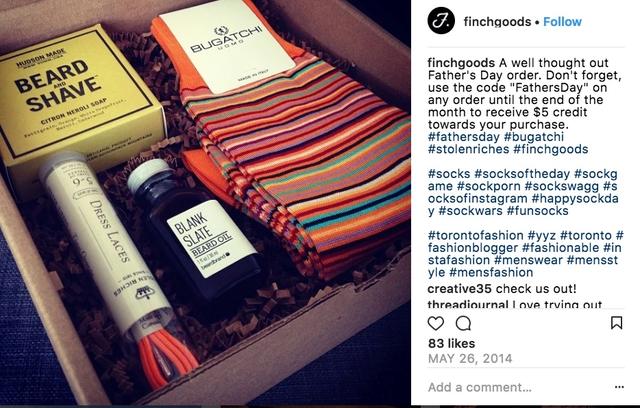 HUDSON MADE
BEARD
AND
SHAVE
CITRON NEROLI SOAP
BUGATCHI
UOMO
MADE IN ITALY
DRESS LACES
STOLEN RICHES
BLANK
SLATE
BEARD OIL
beardbrand
finchgoods • Follow
finchgoods A well thought out
Father's Day order. Don't forget,
use the code "FathersDay" on
any order until the end of the
month to receive $5 credit
towards your purchase.
#fathersday #bugatchi
#stolenriches #finchgoods
#socks #socksoftheday #sockg
ame #sockporn #sockswagg #s
ocksofinstagram #happysockda
y #sockwars #funsocks
#torontofashion #yyz #toronto #
fashionblogger #fashionable #in
stafashion #menswear #mensst
yle #mensfashion
creative35 check us out!
threadjournal Love trying out
83 likes
MAY 26, 2014
Add a comment...